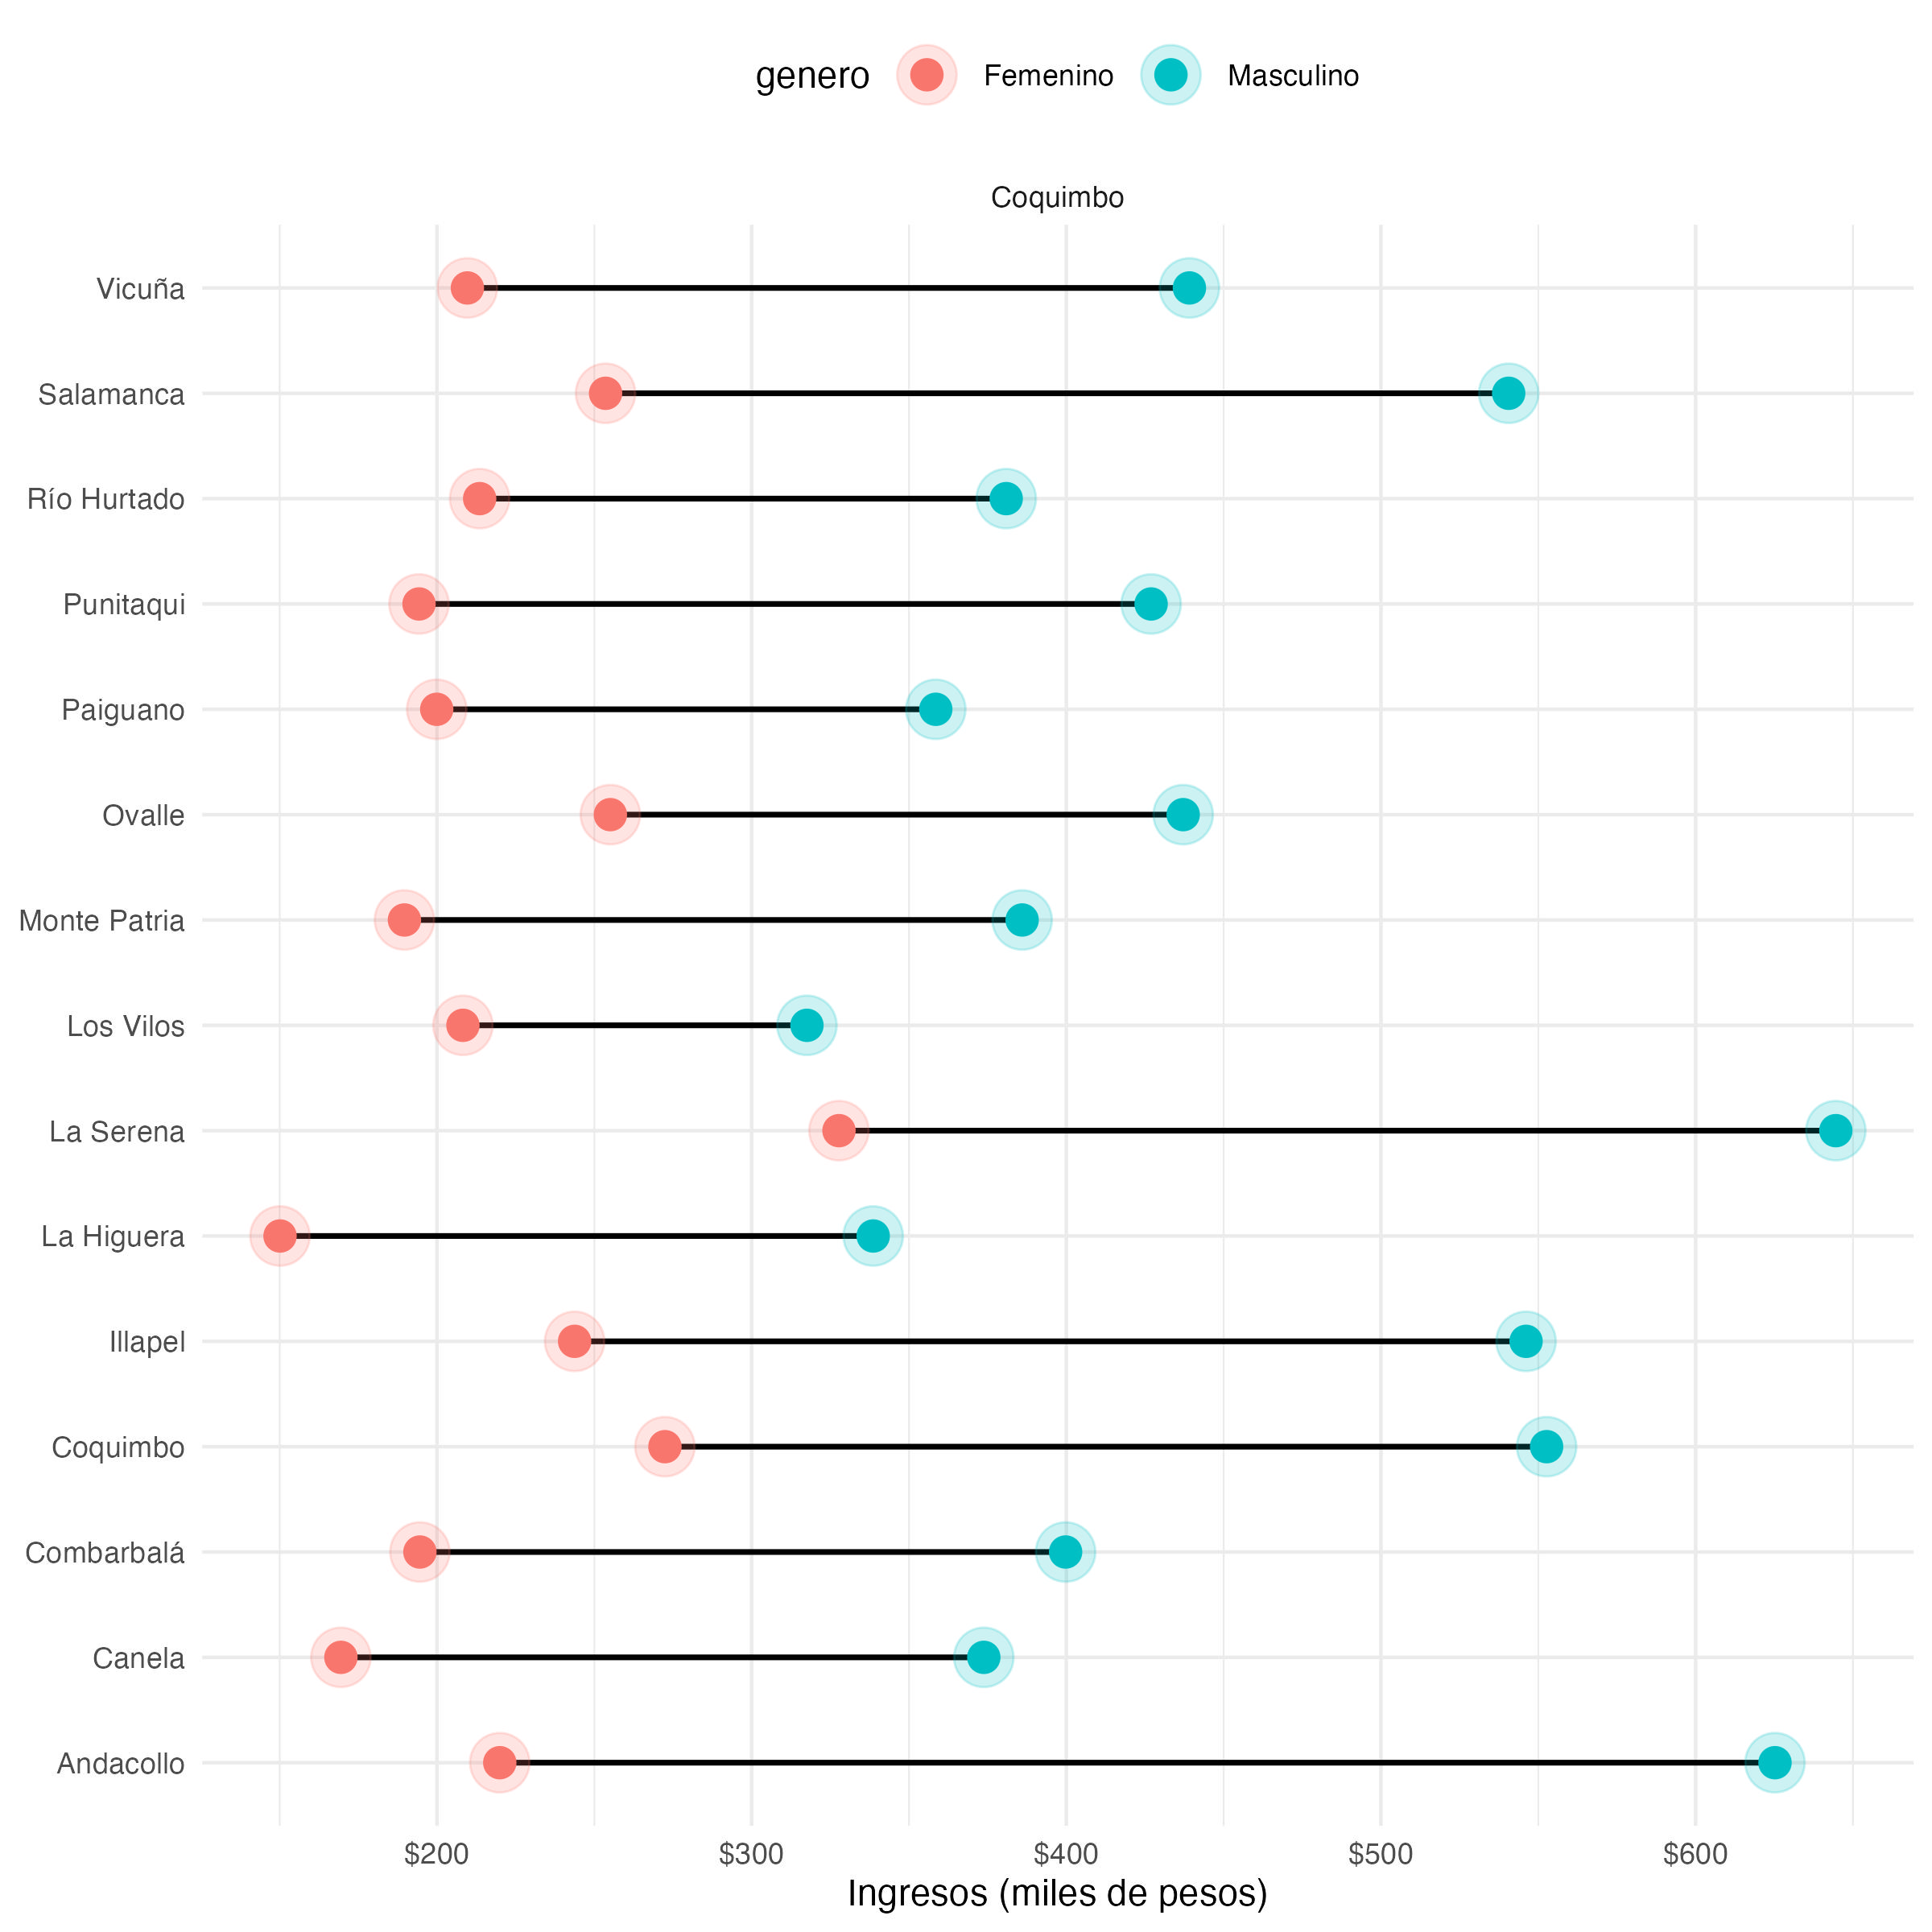 genero Femenino Masculino
Coquimbo
Vicuña
Salamanca
Río Hurtado
Punitaqui
Paiguano
Ovalle
Monte Patria
Los Vilos
La Serena
La Higuera
Illapel
Coquimbo
Combarbalá
Canela
Andacollo
$200 $300 $400 $500 $600
Ingresos (miles de pesos)